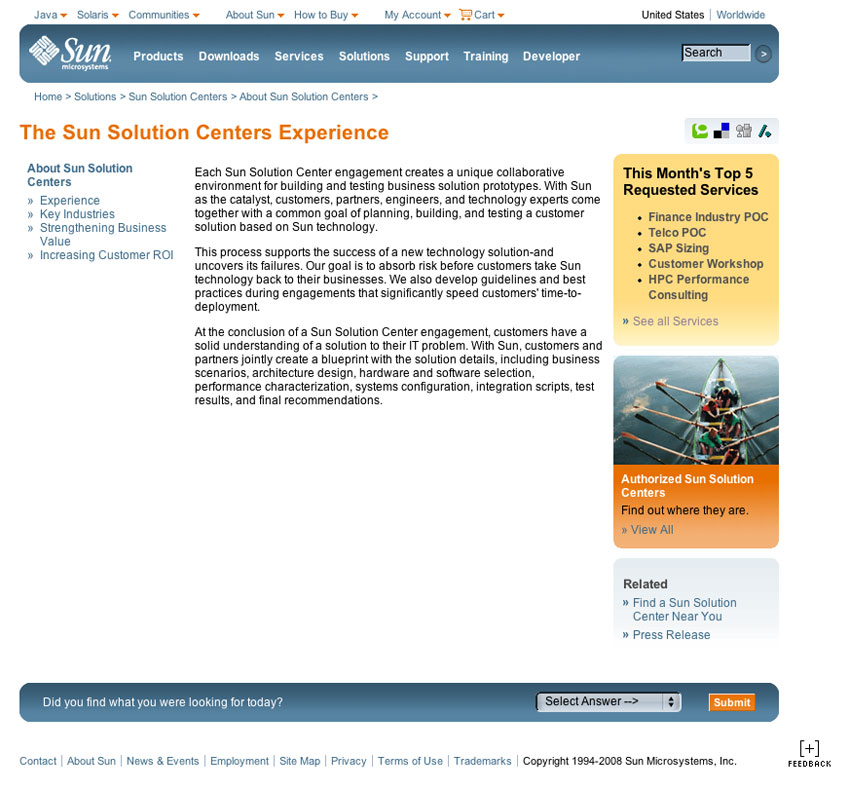 Java Solaris Communities About Sun How to Buy My Account Cart United States Worldwide
Sun microsystems Products Downloads Services Solutions Support Training Developer Search >
Home > Solutions > Sun Solution Centers > About Sun Solution Centers >
The Sun Solution Centers Experience
About Sun Solution
Centers
» Experience
» Key Industries
» Strengthening Business
Value
» Increasing Customer ROI
Each Sun Solution Center engagement creates a unique collaborative
environment for building and testing business solution prototypes. With Sun
as the catalyst, customers, partners, engineers, and technology experts come
together with a common goal of planning, building, and testing a customer
solution based on Sun technology.
This process supports the success of a new technology solution-and
uncovers its failures. Our goal is to absorb risk before customers take Sun
technology back to their businesses. We also develop guidelines and best
practices during engagements that significantly speed customers' time-to-
deployment.
At the conclusion of a Sun Solution Center engagement, customers have a
solid understanding of a solution to their IT problem. With Sun, customers and
partners jointly create a blueprint with the solution details, including business
scenarios, architecture design, hardware and software selection,
performance characterization, systems configuration, integration scripts, test
results, and final recommendations.
This Month's Top 5
Requested Services
• Finance Industry POC
• Telco POC
• SAP Sizing
• Customer Workshop
• HPC Performance
Consulting
» See all Services
Authorized Sun Solution
Centers
Find out where they are.
» View All
Related
» Find a Sun Solution
Center Near You
» Press Release
Did you find what you were looking for today? Select Answer --> Submit
Contact | About Sun | News & Events | Employment | Site Map | Privacy | Terms of Use | Trademarks | Copyright 1994-2008 Sun Microsystems, Inc.
[+]
FEEDBACK